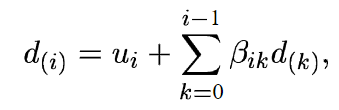 $d_{(i)} = u_i + \sum_{k=0}^{i-1} \beta_{ik} d_{(k)},$